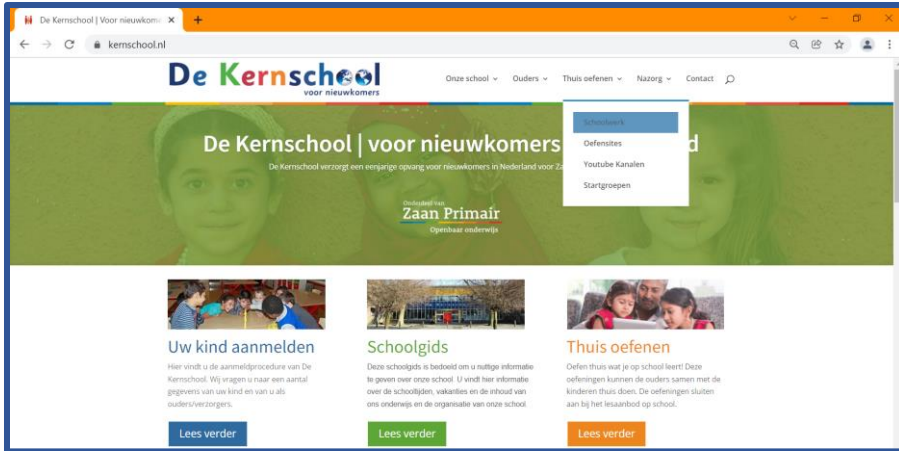 De Kernschool | Voor nieuwkome
kernschool.nl
De Kernschool
voor nieuwkomers
Onze school
Ouders
Thuis oefenen
Nazorg
Contact
Schoolwerk
Oefensites
Youtube Kanalen
Startgroepen
De Kernschool | voor nieuwkomers d
De Kernschool verzorgt een eenjarige opvang voor nieuwkomers in Nederland voor
Onderdeel van
Zaan Primair
Openbaar onderwijs
Uw kind aanmelden
Hier vindt u de aanmeldprocedure van De
Kernschool. Wij vragen u naar een aantal
gegevens van uw kind en van u als
ouders/verzorgers.
Lees verder
Schoolgids
Deze schoolgids is bedoeld om u nuttige informatie
te geven over onze school. U vindt hier informatie
over de schooltijden, vakanties en de inhoud van
ons onderwijs en de organisatie van onze school.
Lees verder
Thuis oefenen
Oefen thuis wat je op school leert! Deze
oefeningen kunnen de ouders samen met de
kinderen thuis doen. De oefeningen sluiten
aan bij het lesaanbod op school.
Lees verder